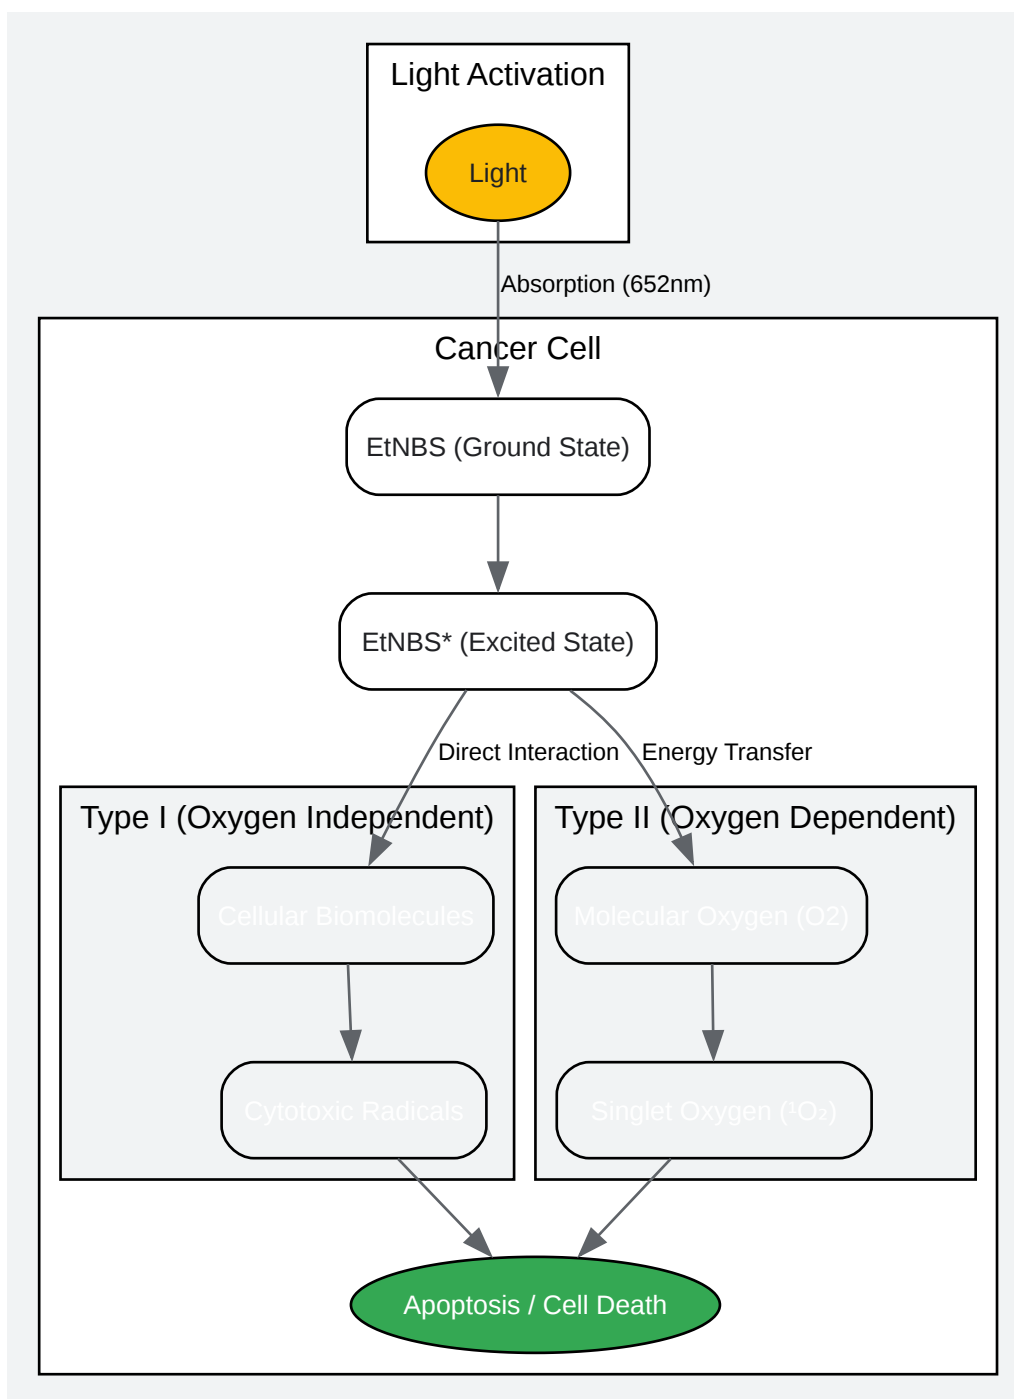 Light Activation
Light
Absorption (652nm)
Cancer Cell
EtNBS (Ground State)
EtNBS* (Excited State)
Direct Interaction
Energy Transfer
Type I (Oxygen Independent)
Type II (Oxygen Dependent)
Cellular Biomolecules
Molecular Oxygen (O2)
Cytotoxic Radicals
Singlet Oxygen (¹O₂)
Apoptosis / Cell Death